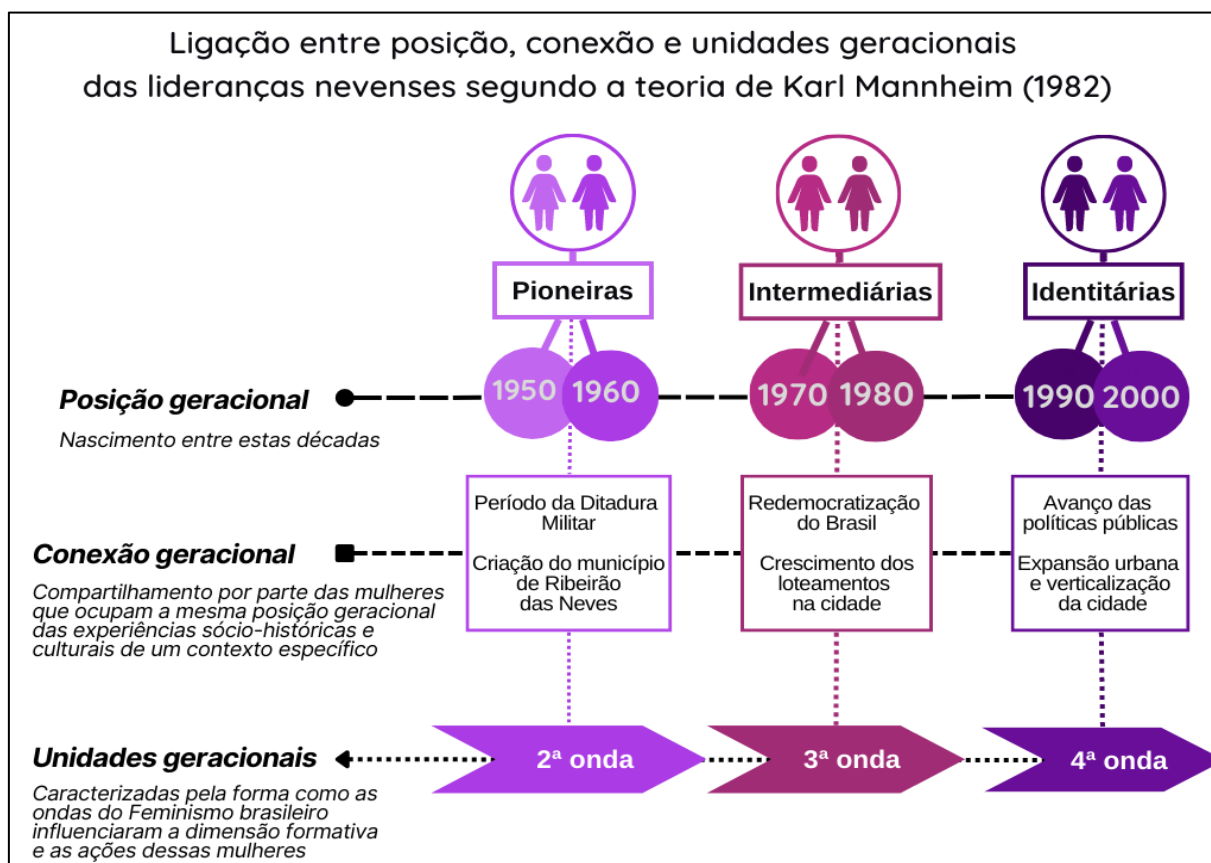 Ligação entre posição, conexão e unidades geracionais
das lideranças nevenses segundo a teoria de Karl Mannheim (1982)
Pioneiras
Intermediárias
Identitárias
Posição geracional
Nascimento entre estas décadas
1950
1960
1970
1980
1990
2000
Conexão geracional
Compartilhamento por parte das mulheres
que ocupam a mesma posição geracional
das experiências sócio-históricas e
culturais de um contexto específico
Período da Ditadura
Militar
Criação do município
de Ribeirão
das Neves
Redemocratização
do Brasil
Crescimento dos
loteamentos
na cidade
Avanço das
políticas públicas
Expansão urbana
e verticalização
da cidade
Unidades geracionais
Caracterizadas pela forma como as
ondas do Feminismo brasileiro
influenciaram a dimensão formativa
e as ações dessas mulheres
2ª onda
3ª onda
4ª onda